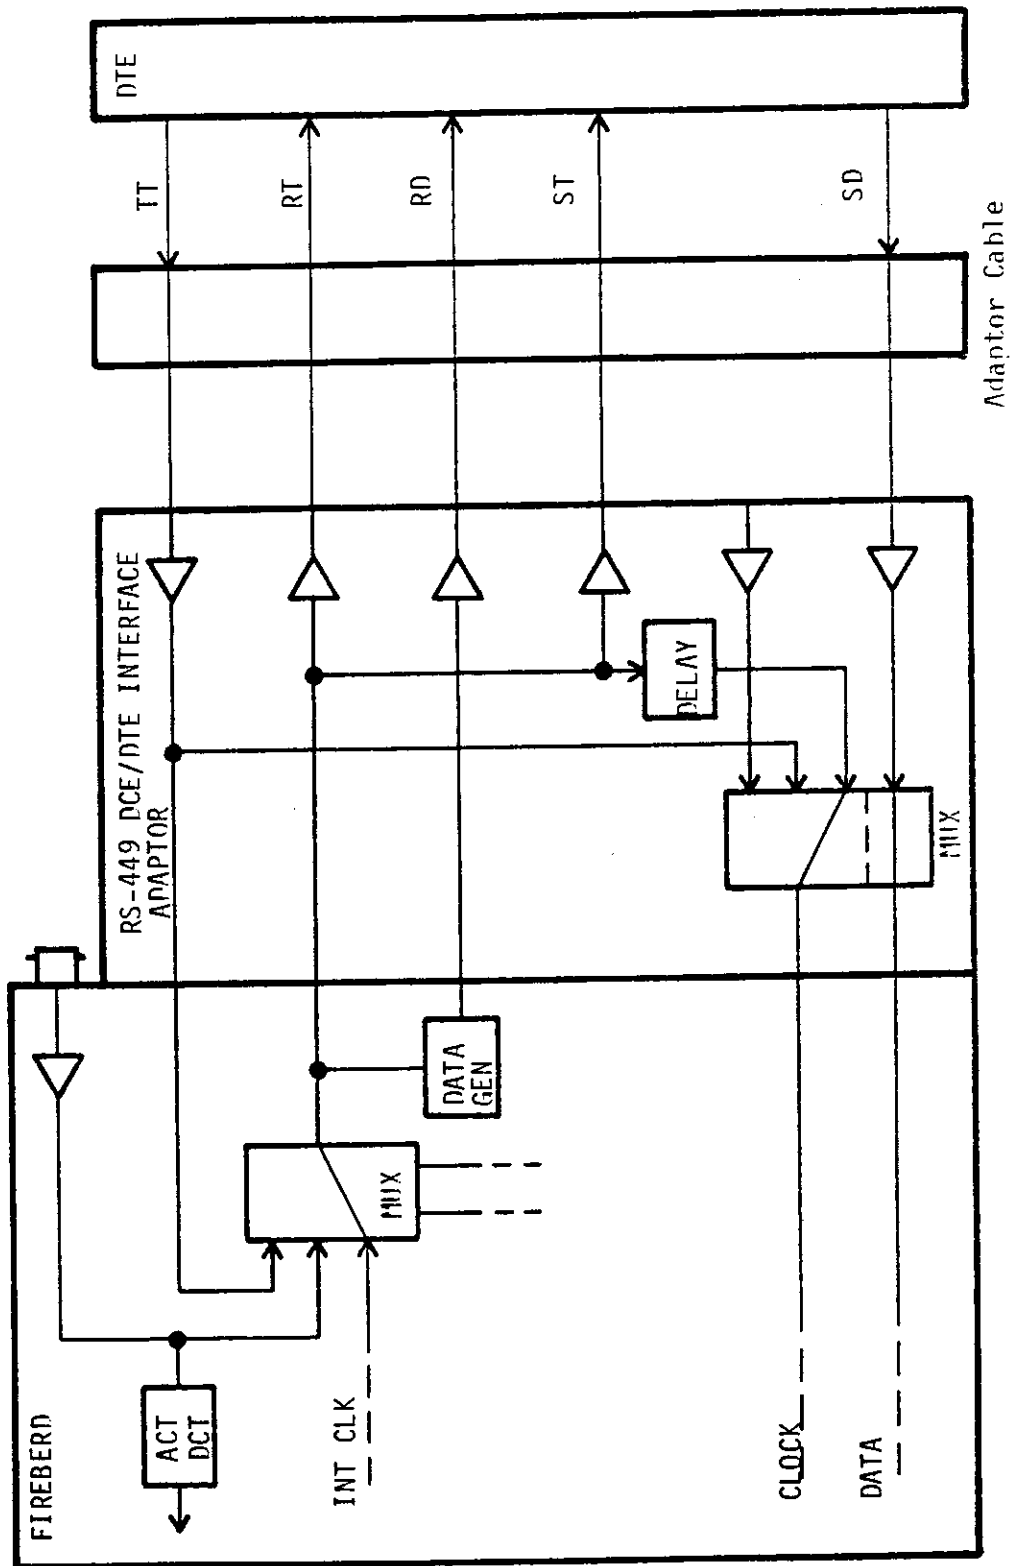 FIREBERD
ACT
DCT
INT CLK
MUX
DATA
GEN
CLOCK
DATA
RS-449 DCE/DTE INTERFACE
ADAPTOR
DELAY
MUX
TT
RT
RD
ST
SD
DTE
Adaptor Cable